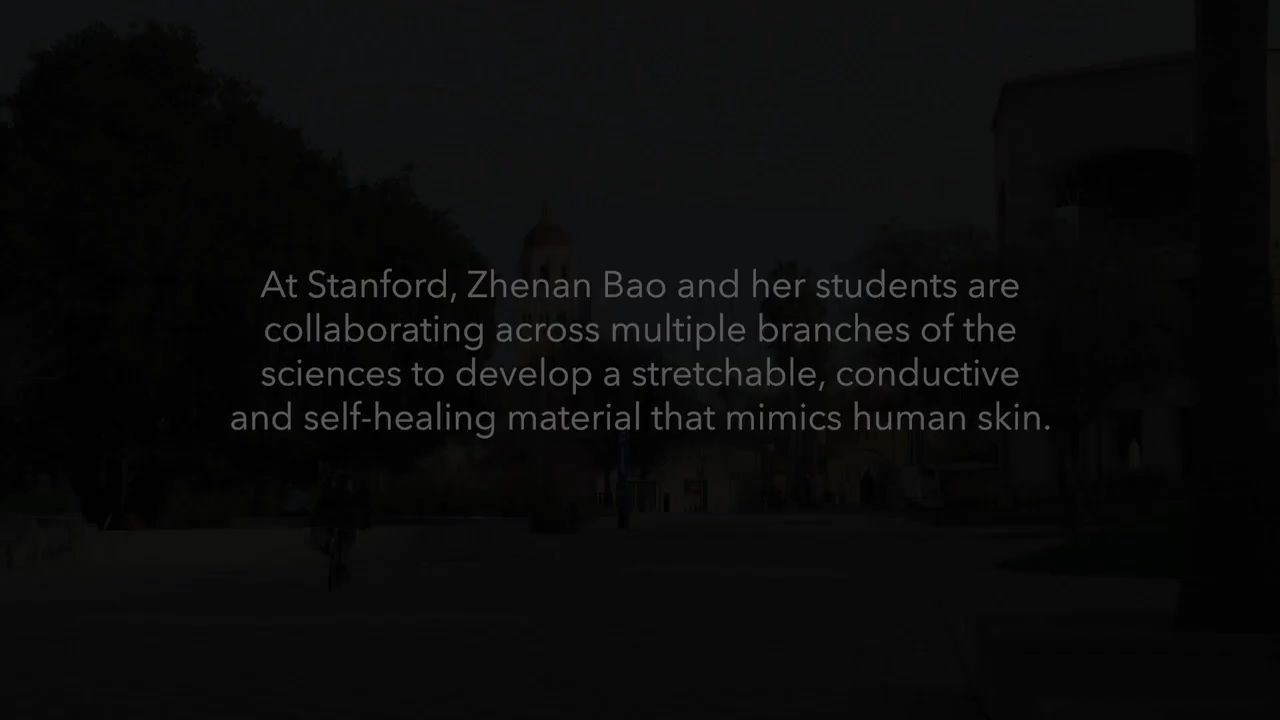 At Stanford, Zhenan Bao and her students are
collaborating across multiple branches of the
sciences to develop a stretchable, conductive
and self-healing material that mimics human skin.